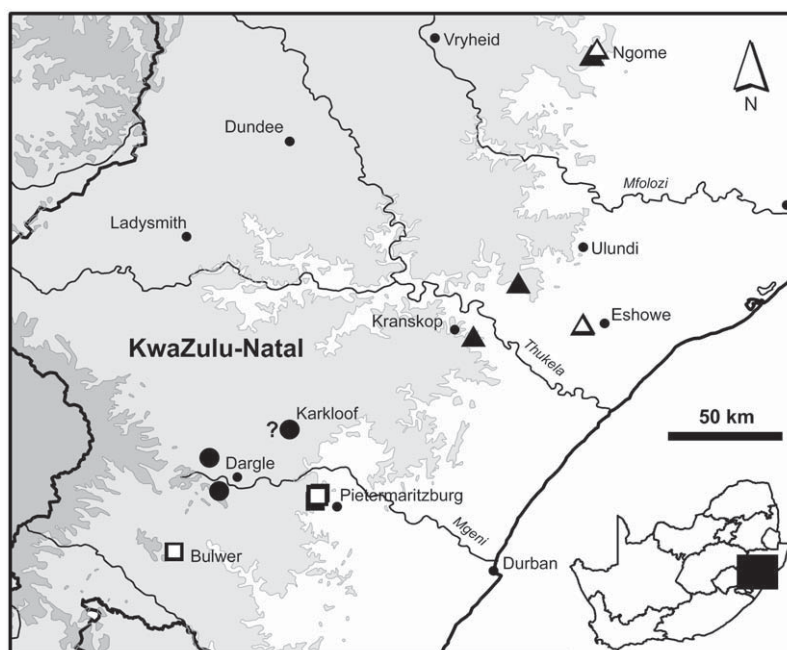 Vryheid
Ngome
N
Dundee
Mfolozi
Ladysmith
Ulundi
Kranskop
Eshowe
KwaZulu-Natal
Thukela
50 km
Karkloof
?
Dargle
Pietermaritzburg
Mgeni
Bulwer
Durban